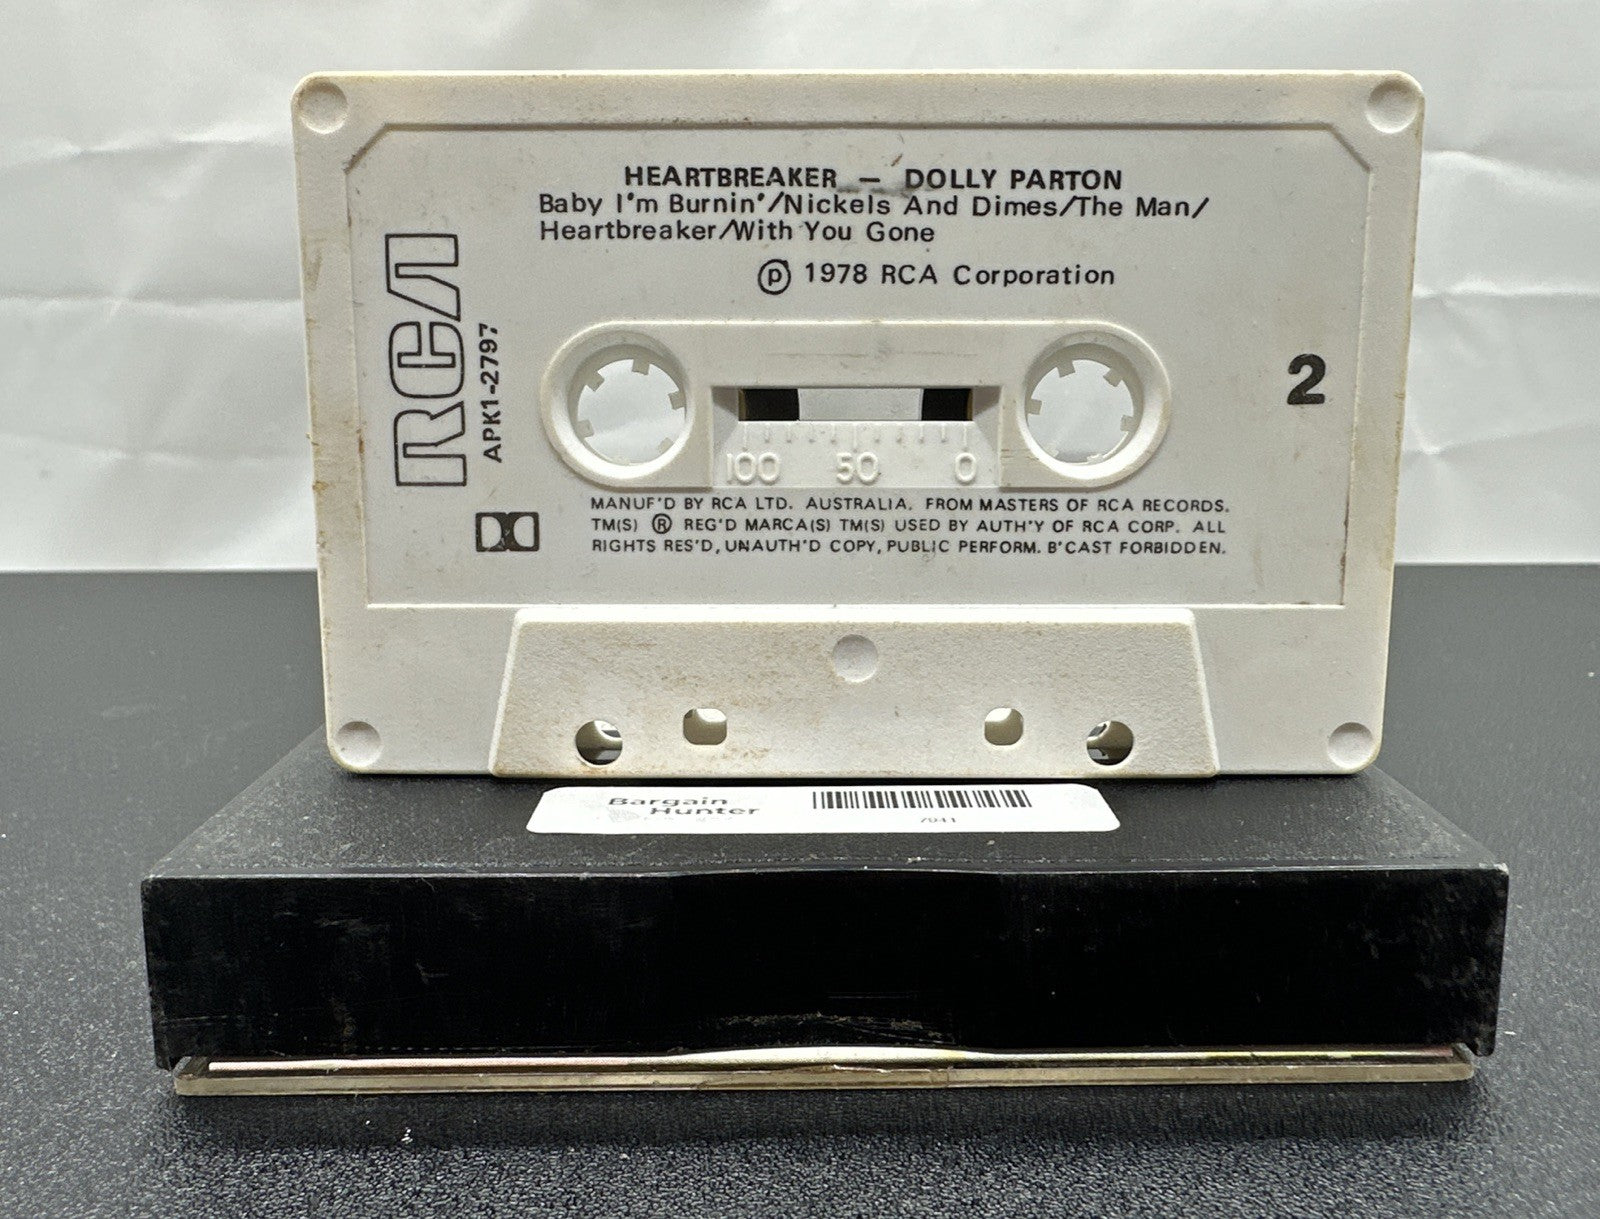 HEARTBREAKER — DOLLY PARTON
Baby I'm Burnin'/Nickels And Dimes/The Man/
Heartbreaker/With You Gone
℗ 1978 RCA Corporation
RCA
APK1-2797
2
100 50 0
MANUF'D BY RCA LTD. AUSTRALIA. FROM MASTERS OF RCA RECORDS.
TM(S) ® REG'D MARCA(S) TM(S) USED BY AUTH'Y OF RCA CORP. ALL
RIGHTS RES'D, UNAUTH'D COPY, PUBLIC PERFORM. B'CAST FORBIDDEN.
Bargain
Hunter